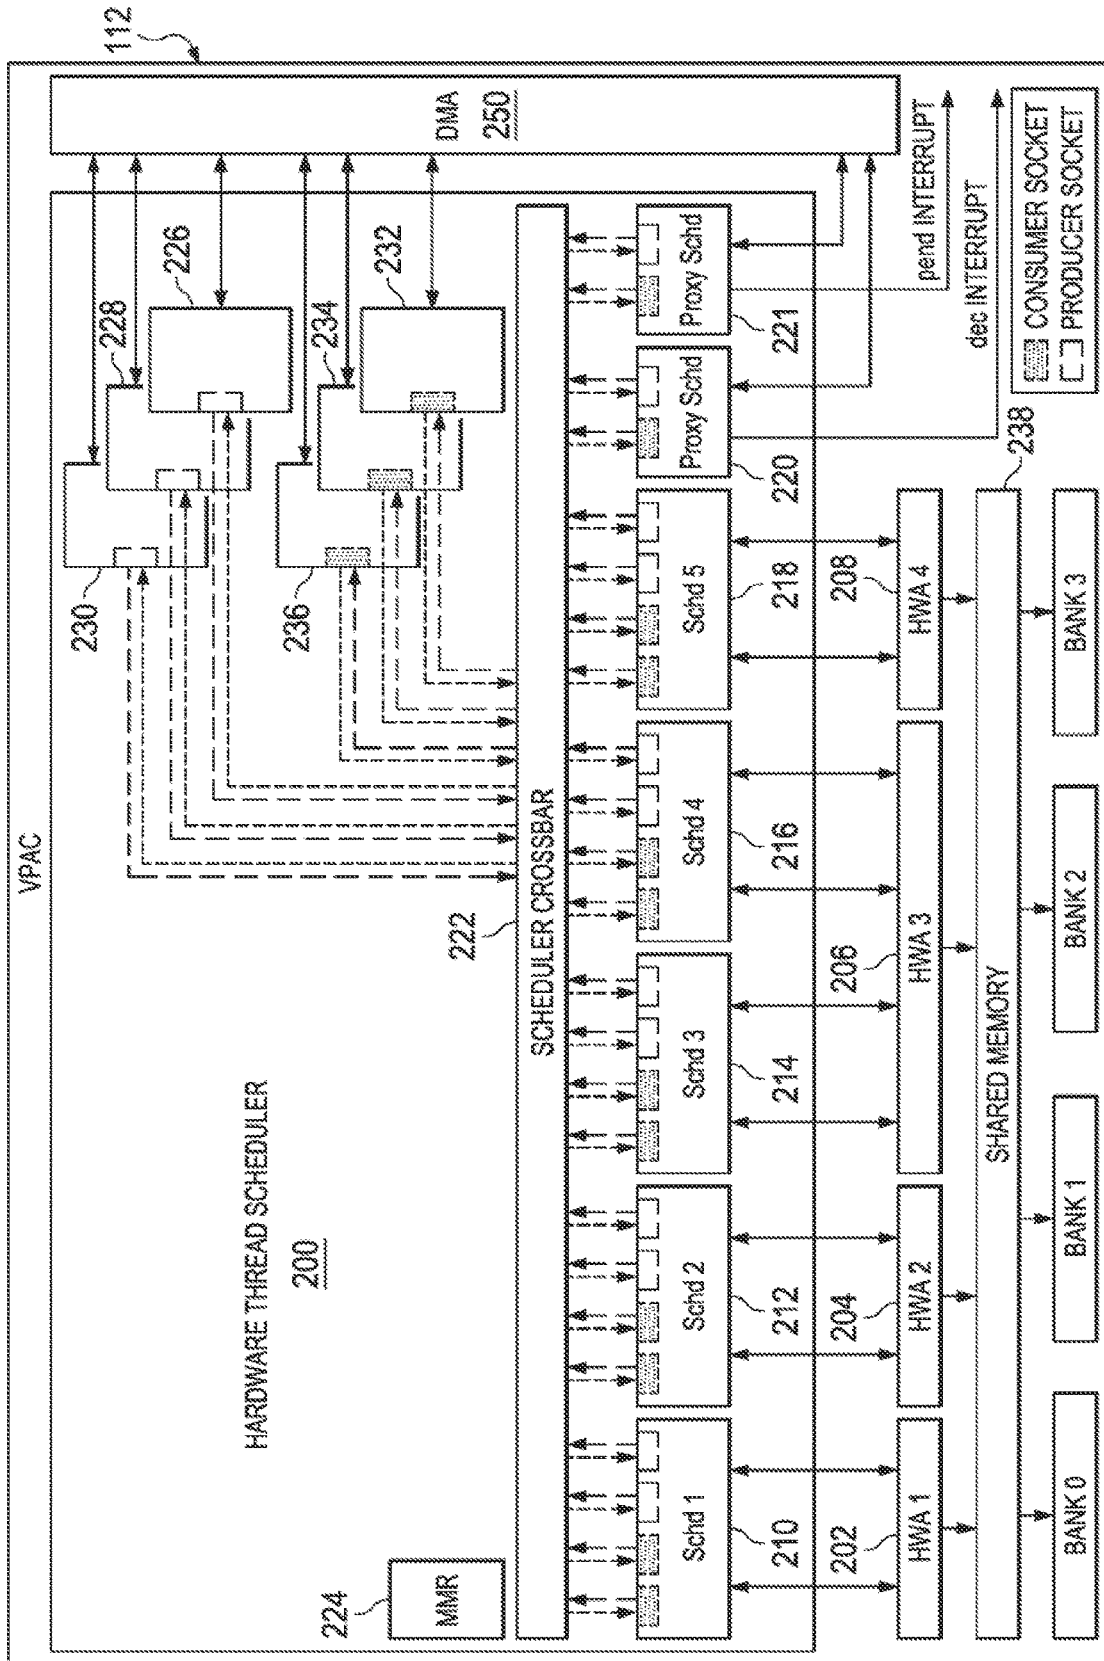 VPAC
112
HARDWARE THREAD SCHEDULER
200
230
228
226
236
234
232
DMA
250
224
MMR
222
SCHEDULER CROSSBAR
Schd 1
Schd 2
Schd 3
Schd 4
Schd 5
Proxy Schd
Proxy Schd
210
212
214
216
218
220
221
202
204
206
208
HWA 1
HWA 2
HWA 3
HWA 4
pend INTERRUPT
dec INTERRUPT
SHARED MEMORY
238
BANK 0
BANK 1
BANK 2
BANK 3
CONSUMER SOCKET
PRODUCER SOCKET